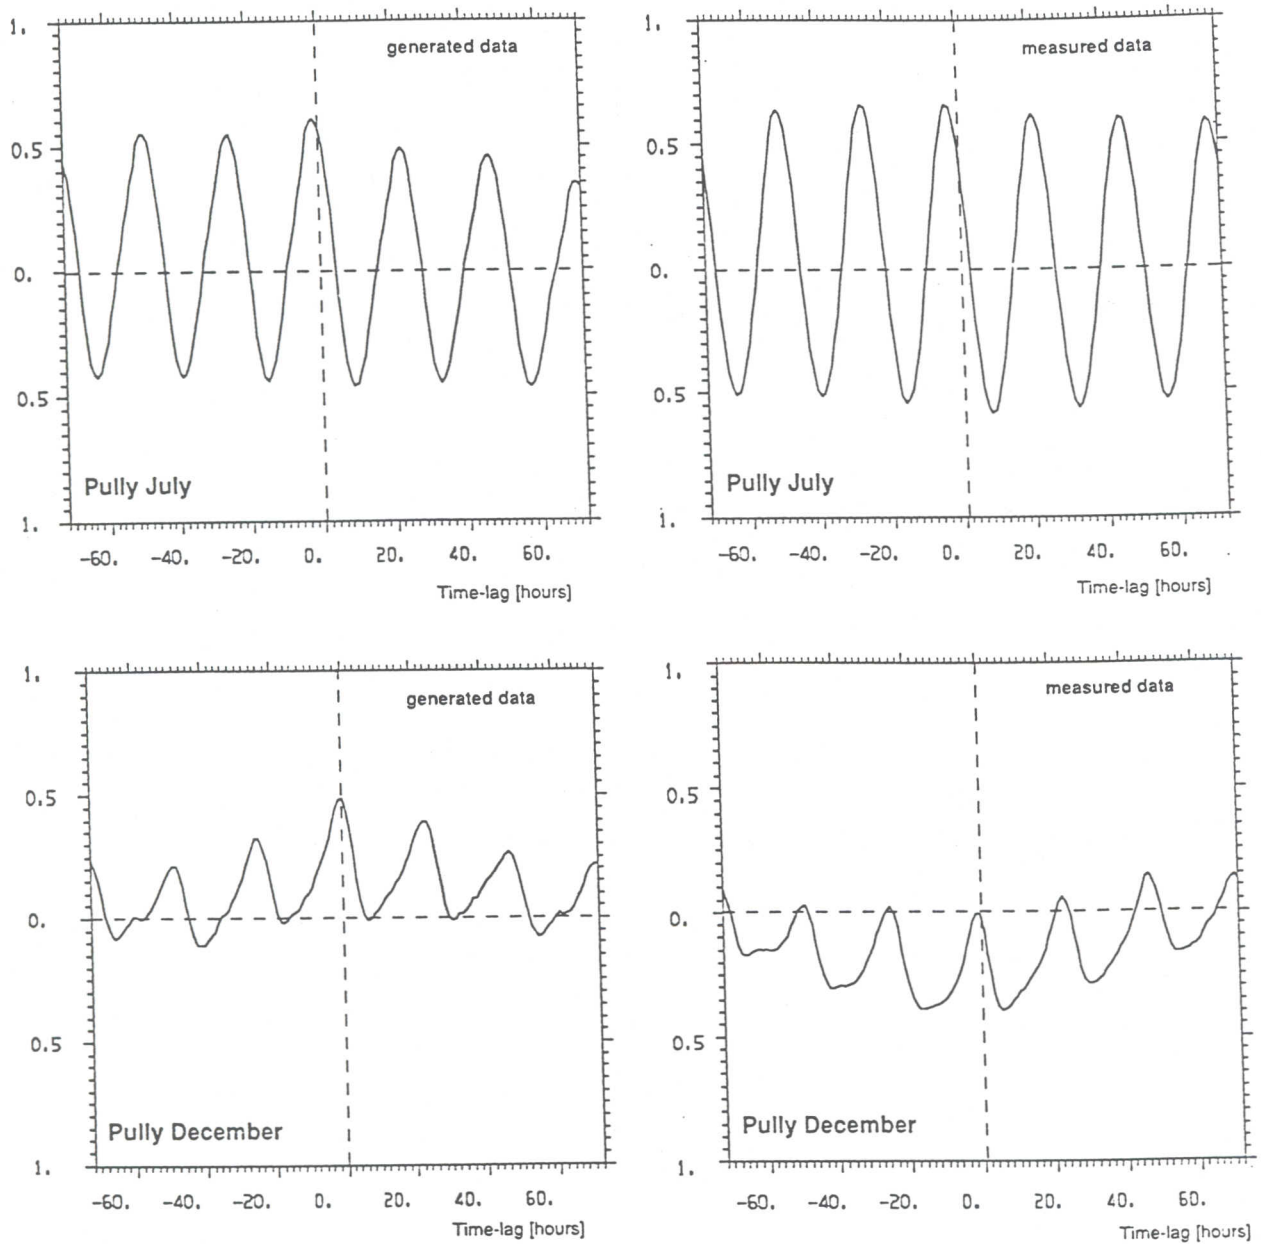 generated data
1.
0.5
0.
0.5
1.
Pully July
-60. -40. -20. 0. 20. 40. 60.
Time-lag [hours]
measured data
1.
0.5
0.
0.5
1.
Pully July
-60. -40. -20. 0. 20. 40. 60.
Time-lag [hours]
generated data
1.
0.5
0.
0.5
1.
Pully December
-60. -40. -20. 0. 20. 40. 60.
Time-lag [hours]
measured data
1.
0.5
0.
0.5
1.
Pully December
-60. -40. -20. 0. 20. 40. 60.
Time-lag [hours]